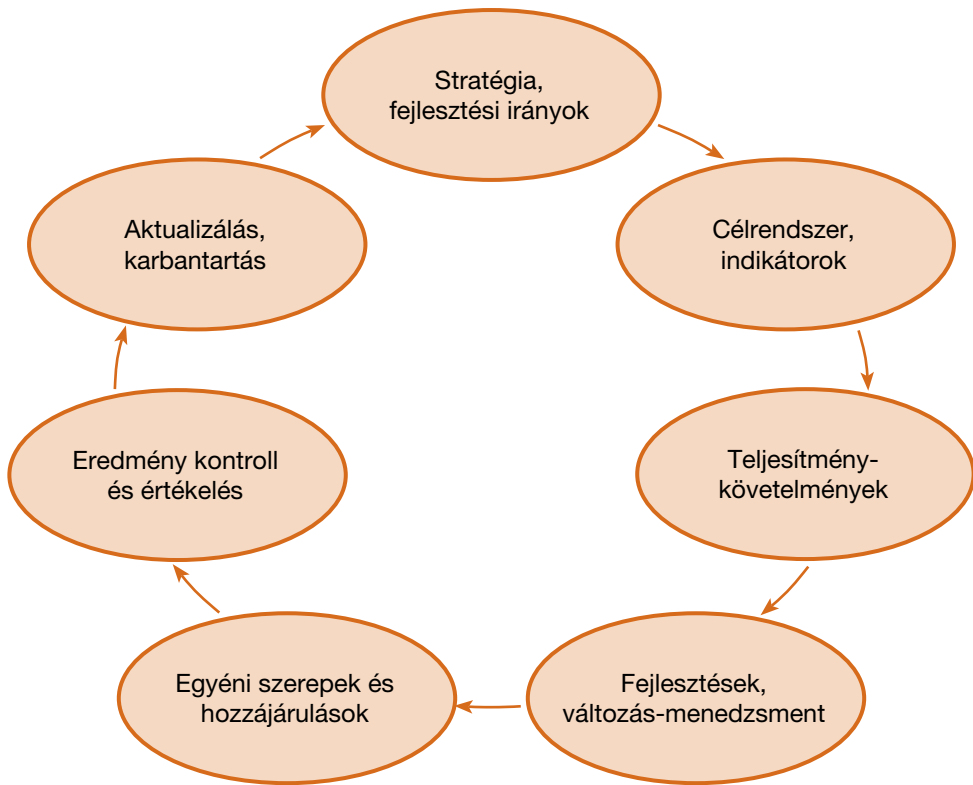 Stratégia,
fejlesztési irányok
Célrendszer,
indikátorok
Teljesítmény-
követelmények
Fejlesztések,
változás-menedzsment
Egyéni szerepek és
hozzájárulások
Eredmény kontroll
és értékelés
Aktualizálás,
karbantartás